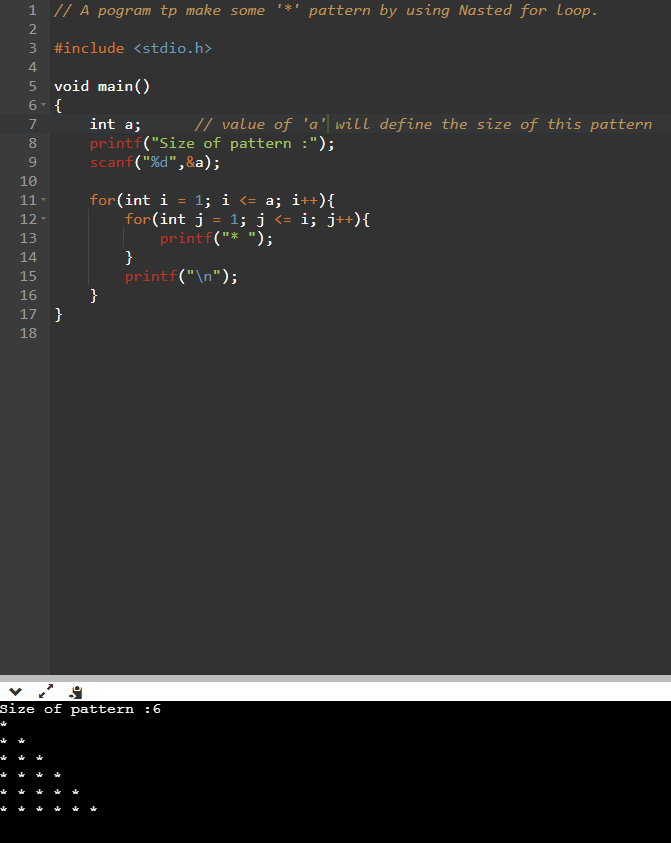 1 // A pogram tp make some '*' pattern by using Nasted for loop.
2
3 #include <stdio.h>
4
5 void main()
6 {
7     int a;      // value of 'a' will define the size of this pattern
8     printf("Size of pattern :");
9     scanf("%d",&a);
10
11     for(int i = 1; i <= a; i++){
12         for(int j = 1; j <= i; j++){
13             printf("* ");
14         }
15         printf("\n");
16     }
17 }
18
Size of pattern :6
*
* *
* * *
* * * *
* * * * *
* * * * * *